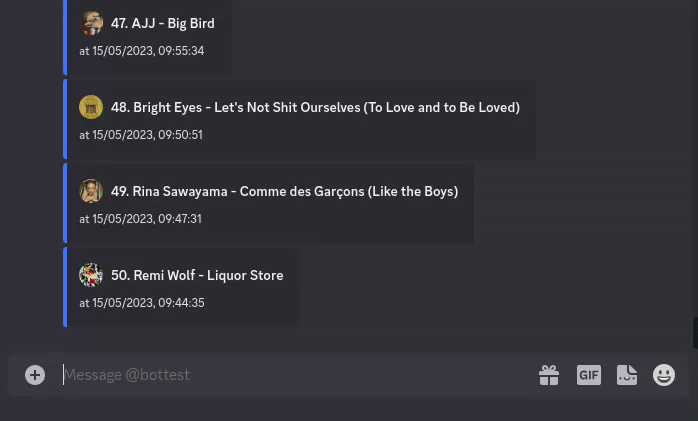 47. AJJ - Big Bird
at 15/05/2023, 09:55:34
48. Bright Eyes - Let's Not Shit Ourselves (To Love and to Be Loved)
at 15/05/2023, 09:50:51
49. Rina Sawayama - Comme des Garçons (Like the Boys)
at 15/05/2023, 09:47:31
50. Remi Wolf - Liquor Store
at 15/05/2023, 09:44:35
Message @bottest
GIF